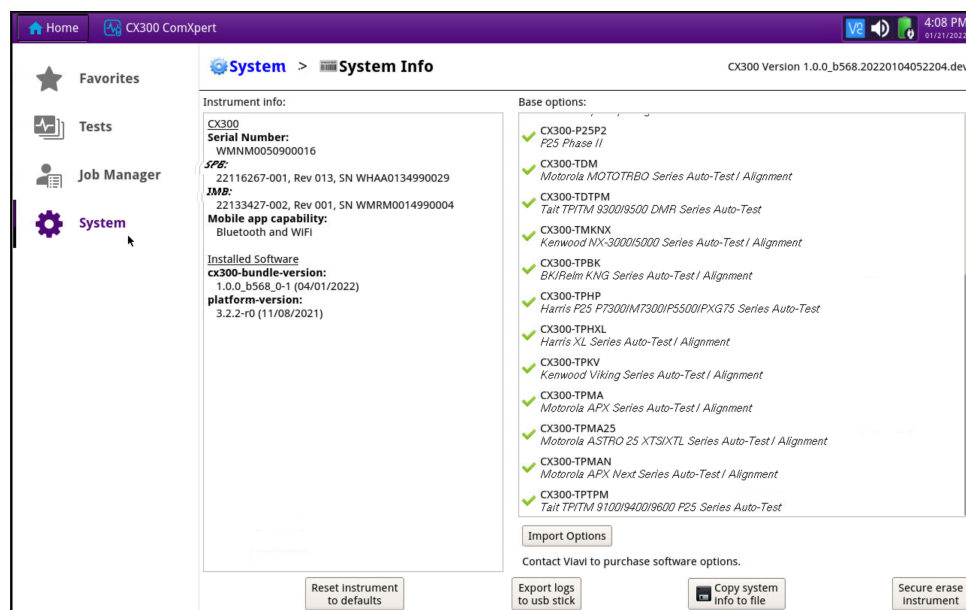 Home
CX300 ComXpert
4:08 PM
01/21/2022
Favorites
Tests
Job Manager
System
System > System Info
CX300 Version 1.0.0_b568.20220104052204.dev
Instrument info:
CX300
Serial Number:
WMNM0050900016
SPB:
22116267-001, Rev 013, SN WHAA0134990029
IMB:
22133427-002, Rev 001, SN WMRM0014990004
Mobile app capability:
Bluetooth and WiFi
Installed Software
cx300-bundle-version:
1.0.0_b568_0-1 (04/01/2022)
platform-version:
3.2.2-r0 (11/08/2021)
Base options:
CX300-P25P2
P25 Phase II
CX300-TDM
Motorola MOTOTRBO Series Auto-Test / Alignment
CX300-TDTPM
Tait TP/TM 9300/9500 DMR Series Auto-Test
CX300-TMKNX
Kenwood NX-3000/5000 Series Auto-Test / Alignment
CX300-TPBK
BK/Relm KNG Series Auto-Test / Alignment
CX300-TPHP
Harris P25 P7300/M7300/P5500/PXG75 Series Auto-Test
CX300-TPHXL
Harris XL Series Auto-Test / Alignment
CX300-TPKV
Kenwood Viking Series Auto-Test / Alignment
CX300-TPMA
Motorola APX Series Auto-Test / Alignment
CX300-TPMA25
Motorola ASTRO 25 XTS/XTL Series Auto-Test / Alignment
CX300-TPMAN
Motorola APX Next Series Auto-Test / Alignment
CX300-TPTPM
Tait TP/TM 9100/9400/9600 P25 Series Auto-Test
Import Options
Contact Viavi to purchase software options.
Reset instrument
to defaults
Export logs
to usb stick
Copy system
info to file
Secure erase
instrument